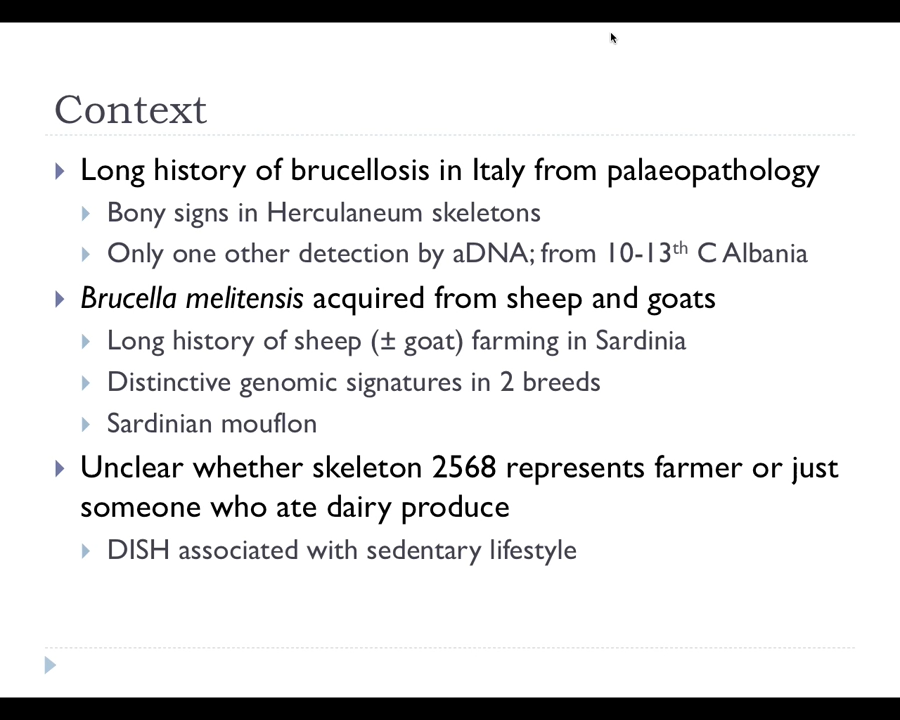 Context
Long history of brucellosis in Italy from palaeopathology
Bony signs in Herculaneum skeletons
Only one other detection by aDNA; from 10-13th C Albania
Brucella melitensis acquired from sheep and goats
Long history of sheep (± goat) farming in Sardinia
Distinctive genomic signatures in 2 breeds
Sardinian mouflon
Unclear whether skeleton 2568 represents farmer or just
someone who ate dairy produce
DISH associated with sedentary lifestyle